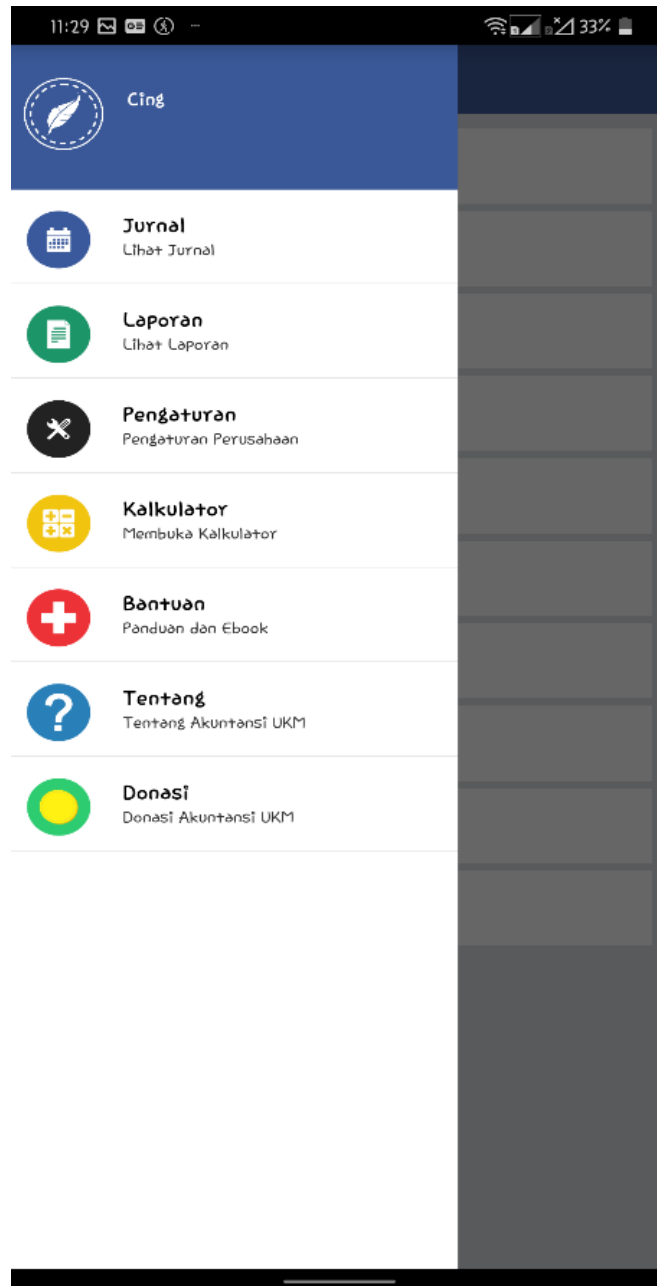 11:29
33%
Cing
Jurnal
Lihat Jurnal
Laporan
Lihat Laporan
Pengaturan
Pengaturan Perusahaan
Kalkulator
Membuka Kalkulator
Bantuan
Panduan dan Ebook
Tentang
Tentang Akuntansi UKM
Donasi
Donasi Akuntansi UKM